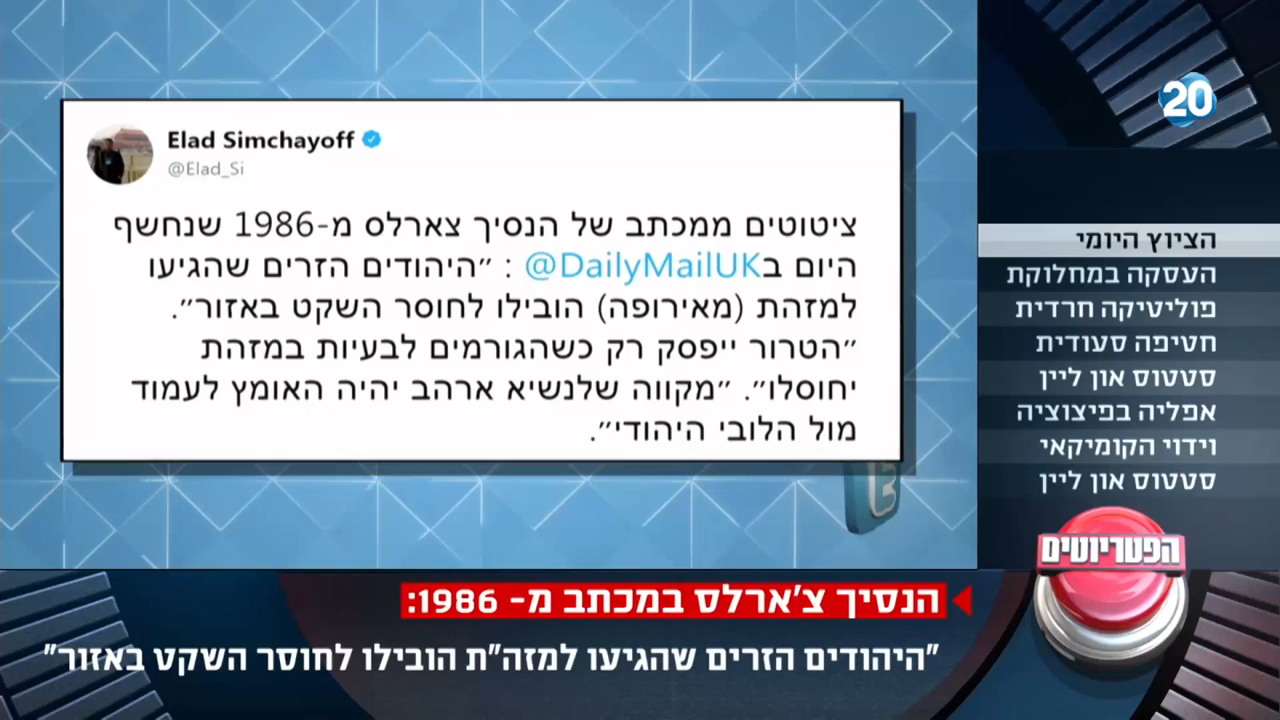 Elad Simchayoff
@Elad_Si
ציטוטים ממכתב של הנסיך צארלס מ-1986 שנחשף
היום ב@DailyMailUK : ״היהודים הזרים שהגיעו
למזהת (מאירופה) הובילו לחוסר השקט באזור״.
״הטרור ייפסק רק כשהגורמים לבעיות במזהת
יחוסלו״. ״מקווה שלנשיא ארהב יהיה האומץ לעמוד
מול הלובי היהודי״.
20
הציוץ היומי
העסקה במחלוקת
פוליטיקה חרדית
חטיפה סעודית
סטטוס און ליין
אפליה בפיצוציה
וידוי הקומיקאי
סטטוס און ליין
הפטריוטים
הנסיך צ'ארלס במכתב מ- 1986:
"היהודים הזרים שהגיעו למזה"ת הובילו לחוסר השקט באזור"